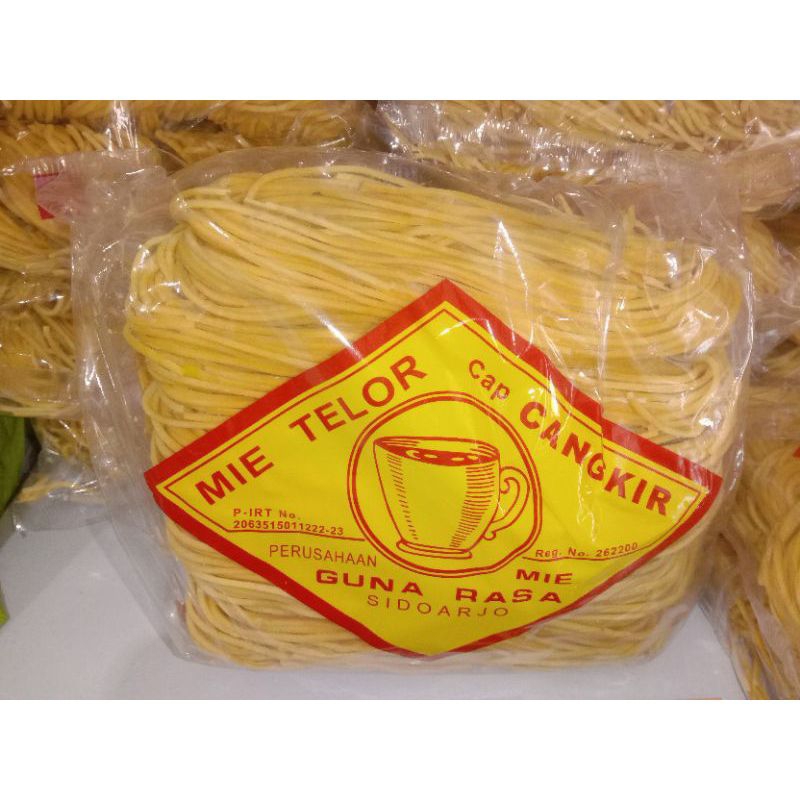 MIE TELOR
Cap CANGKIR
P-IRT No.
2063515011222-23
Reg. No. 262200
PERUSAHAAN MIE
GUNA RASA
SIDOARJO